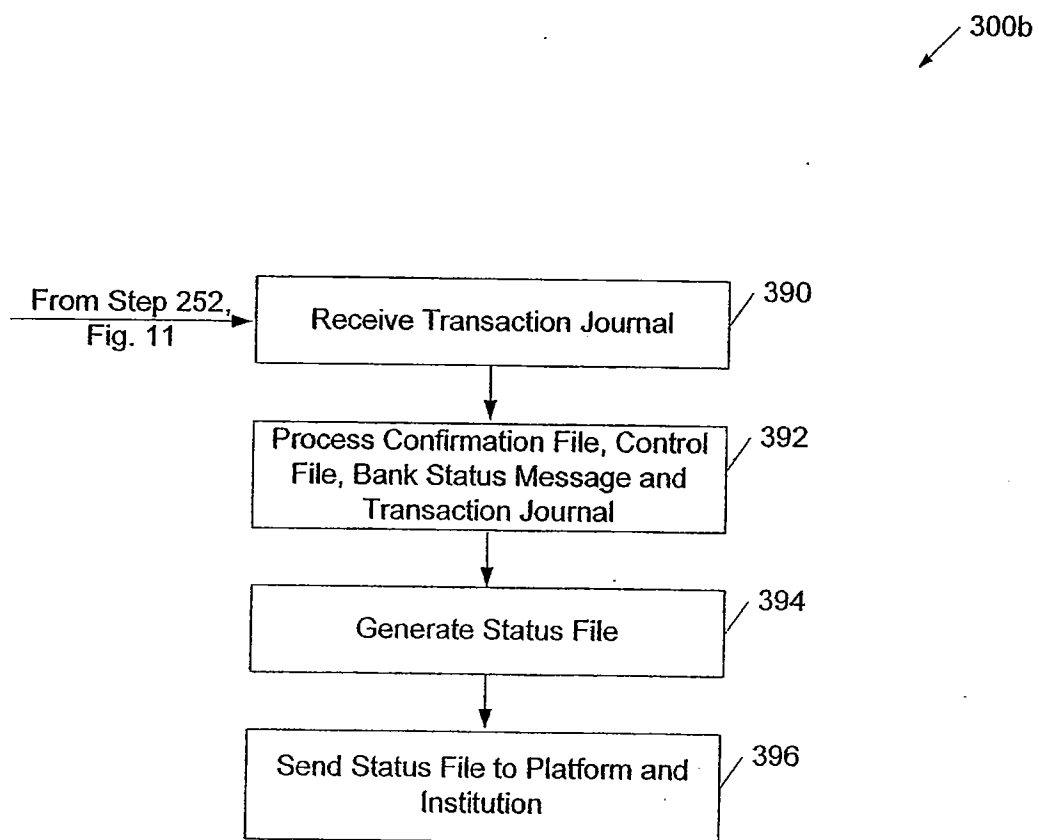 300b
From Step 252,
Fig. 11
Receive Transaction Journal
390
Process Confirmation File, Control
File, Bank Status Message and
Transaction Journal
392
Generate Status File
394
Send Status File to Platform and
Institution
396